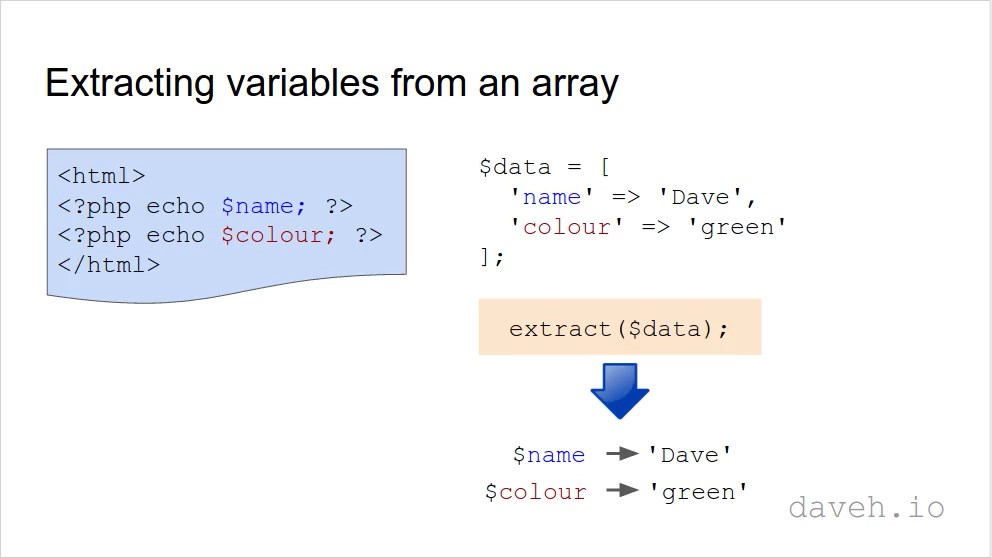 Extracting variables from an array
<html>
<?php echo $name; ?>
<?php echo $colour; ?>
</html>
$data = [
'name' => 'Dave',
'colour' => 'green'
];
extract($data);
$name 'Dave'
$colour 'green'
daveh.io